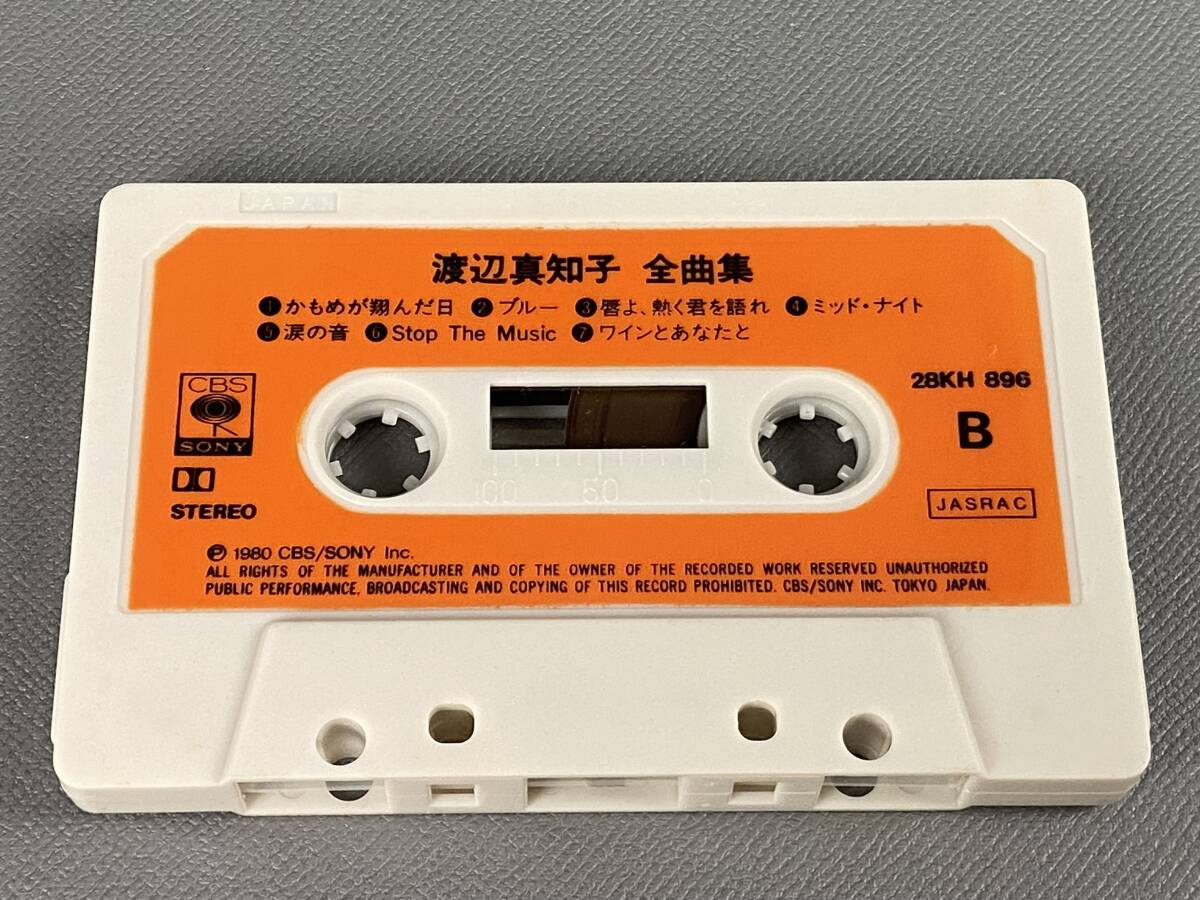 JAPAN
渡辺真知子 全曲集
❶かもめが翔んだ日 ❷ブルー ❸唇よ、熱く君を語れ ❹ミッド・ナイト
❺涙の音 ❻Stop The Music ❼ワインとあなたと
CBS
SONY
STEREO
28KH 896
B
JASRAC
100 50 0
℗ 1980 CBS/SONY Inc.
ALL RIGHTS OF THE MANUFACTURER AND OF THE OWNER OF THE RECORDED WORK RESERVED UNAUTHORIZED
PUBLIC PERFORMANCE, BROADCASTING AND COPYING OF THIS RECORD PROHIBITED. CBS/SONY INC. TOKYO JAPAN.